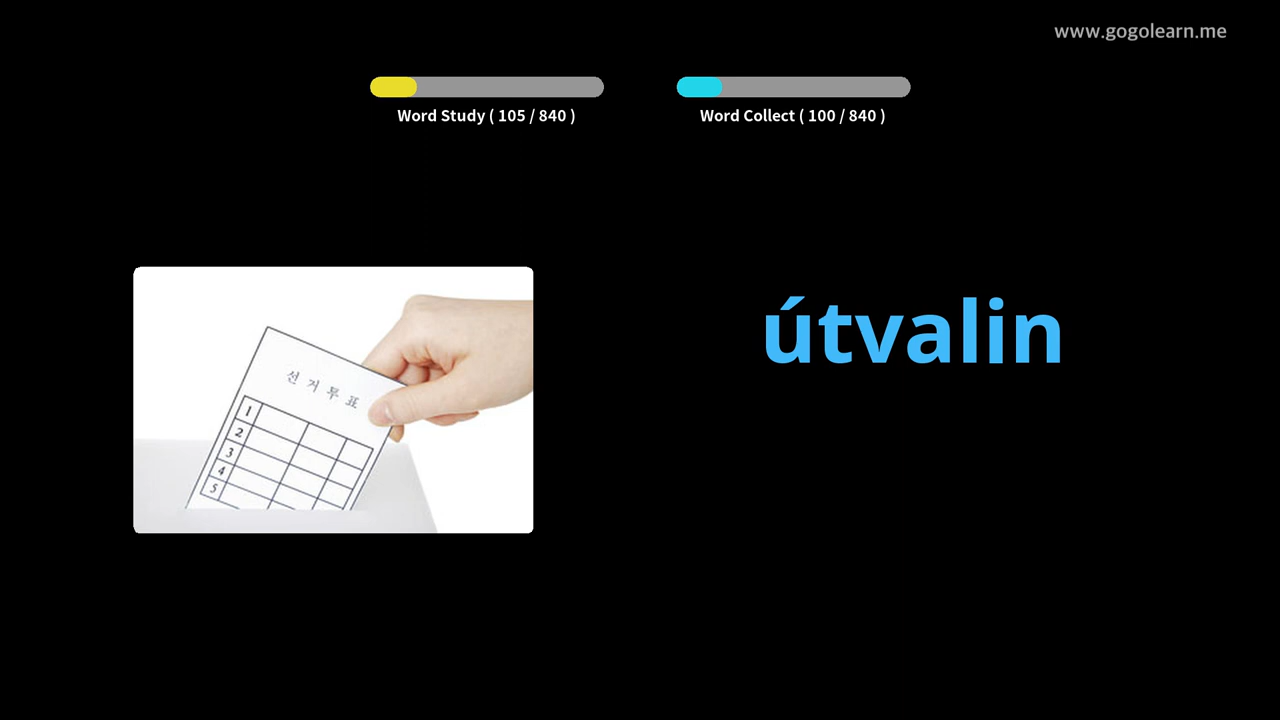 www.gogolearn.me
Word Study ( 105 / 840 )
Word Collect ( 100 / 840 )
útvalin
선거투표
1
2
3
4
5